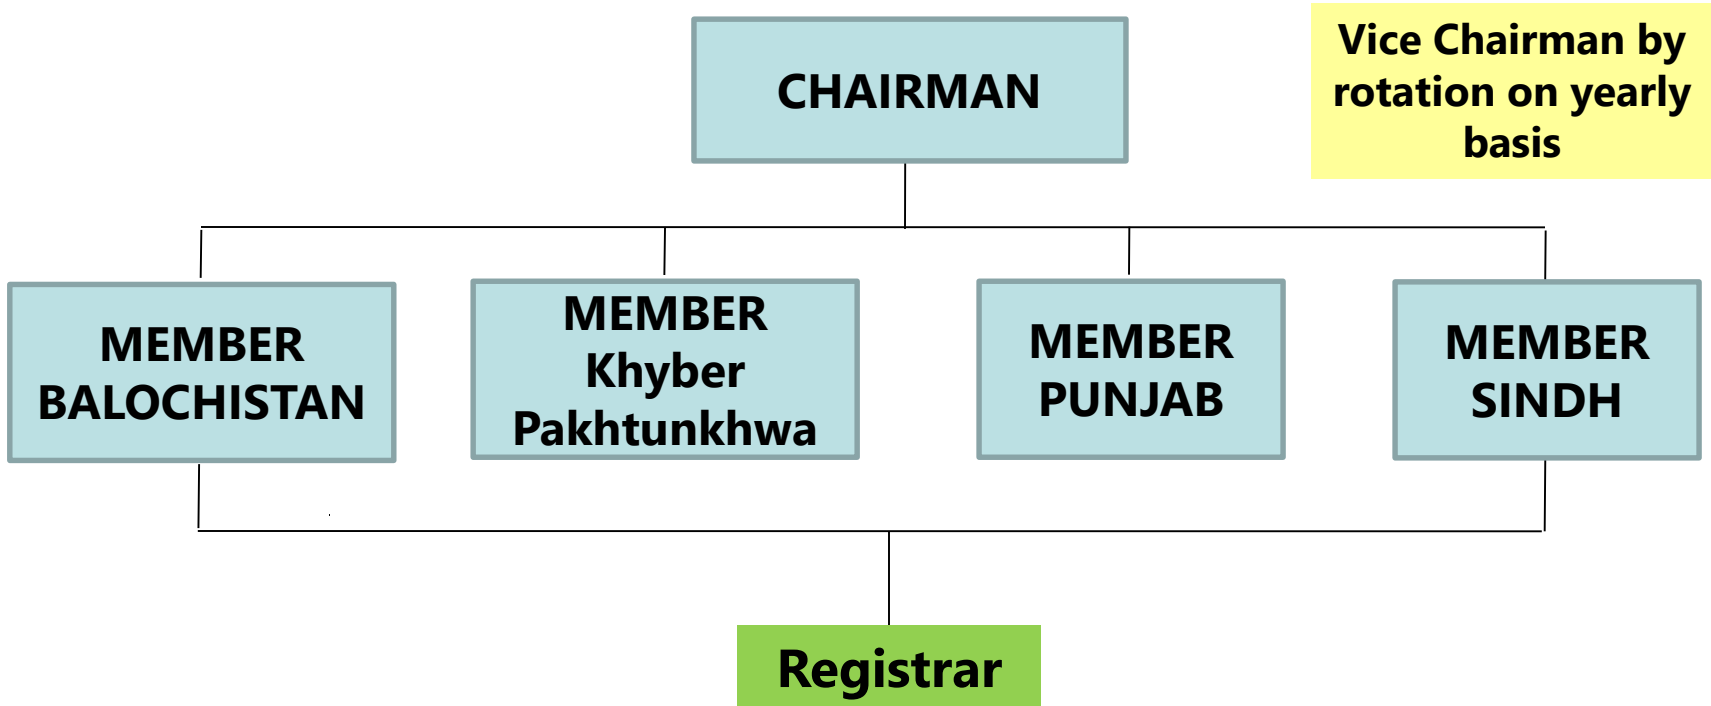 CHAIRMAN
Vice Chairman by
rotation on yearly
basis
MEMBER
BALOCHISTAN
MEMBER
Khyber
Pakhtunkhwa
MEMBER
PUNJAB
MEMBER
SINDH
Registrar